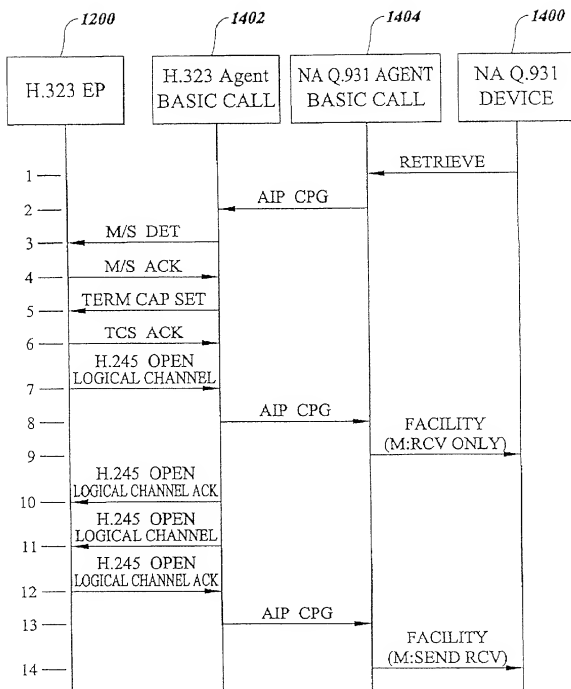 1200
1402
1404
1400
H.323 EP
H.323 Agent
BASIC CALL
NA Q.931 AGENT
BASIC CALL
NA Q.931
DEVICE
1
RETRIEVE
2
AIP CPG
3
M/S DET
4
M/S ACK
5
TERM CAP SET
6
TCS ACK
7
H.245 OPEN
LOGICAL CHANNEL
8
AIP CPG
9
FACILITY
(M:RCV ONLY)
10
H.245 OPEN
LOGICAL CHANNEL ACK
11
H.245 OPEN
LOGICAL CHANNEL
12
H.245 OPEN
LOGICAL CHANNEL ACK
13
AIP CPG
14
FACILITY
(M:SEND RCV)